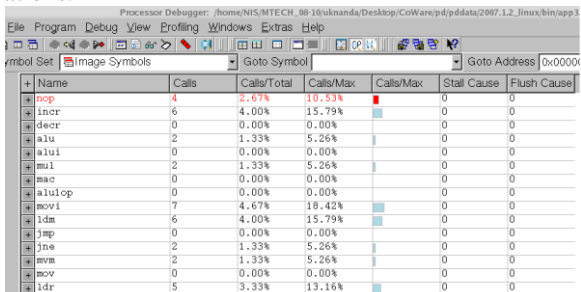 Processor Debugger: /home/NIS/MTECH_08-10/uknanda/Desktop/CoWare/pd/pddata/2007.1.2_linux/bin/app1
File Program Debug View Profiling Windows Extras Help
ymbol Set Image Symbols Goto Symbol Goto Address 0x0000
+ Name Calls Calls/Total Calls/Max Calls/Max Stall Cause Flush Cause
+ nop 4 2.67% 10.53% 0 0
+ incr 6 4.00% 15.79% 0 0
+ decr 0 0.00% 0.00% 0 0
+ alu 2 1.33% 5.26% 0 0
+ alui 0 0.00% 0.00% 0 0
+ mul 2 1.33% 5.26% 0 0
+ mac 0 0.00% 0.00% 0 0
+ alu1op 0 0.00% 0.00% 0 0
+ movi 7 4.67% 18.42% 0 0
+ ldm 6 4.00% 15.79% 0 0
+ jmp 0 0.00% 0.00% 0 0
+ jne 2 1.33% 5.26% 0 0
+ mvm 2 1.33% 5.26% 0 0
+ mov 0 0.00% 0.00% 0 0
+ ldr 5 3.33% 13.16% 0 0